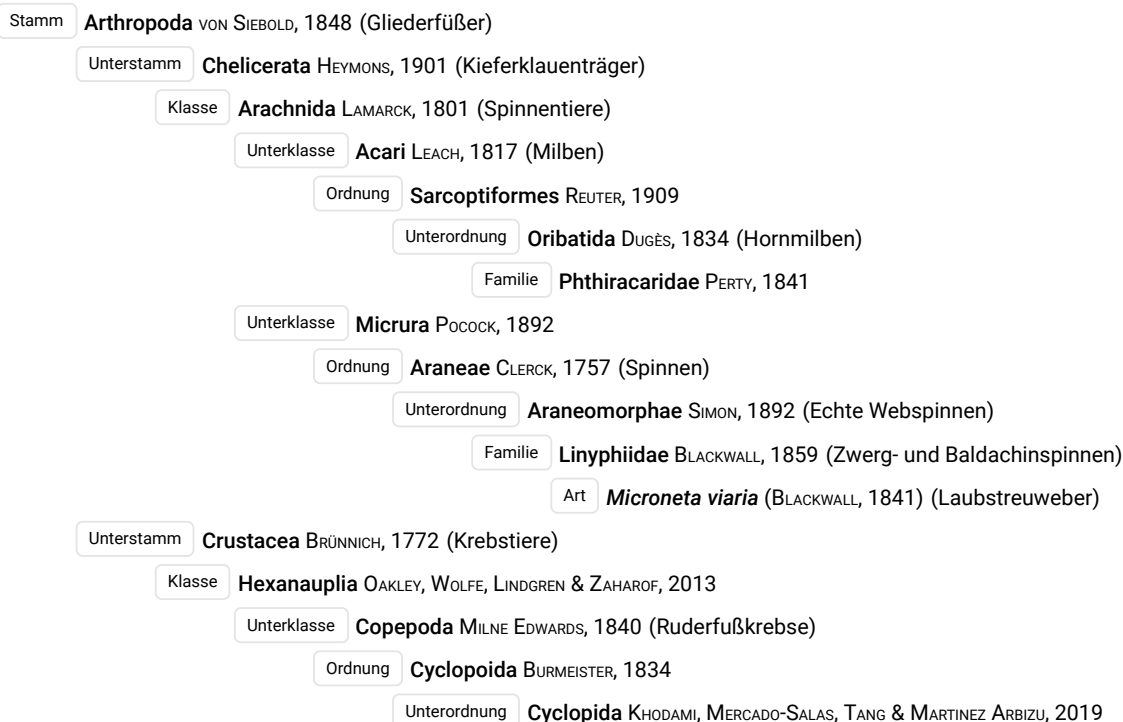 Stamm Arthropoda von Siebold, 1848 (Gliederfüßer)
Unterstamm Chelicerata Heymons, 1901 (Kieferklauenträger)
Klasse Arachnida Lamarck, 1801 (Spinnentiere)
Unterklasse Acari Leach, 1817 (Milben)
Ordnung Sarcoptiformes Reuter, 1909
Unterordnung Oribatida Dugès, 1834 (Hornmilben)
Familie Phthiracaridae Perty, 1841
Unterklasse Micrura Pocock, 1892
Ordnung Araneae Clerck, 1757 (Spinnen)
Unterordnung Araneomorphae Simon, 1892 (Echte Webspinnen)
Familie Linyphiidae Blackwall, 1859 (Zwerg- und Baldachinspinnen)
Art Microneta viaria (Blackwall, 1841) (Laubstreuweber)
Unterstamm Crustacea Brünnich, 1772 (Krebstiere)
Klasse Hexanauplia Oakley, Wolfe, Lindgren & Zaharof, 2013
Unterklasse Copepoda Milne Edwards, 1840 (Ruderfußkrebse)
Ordnung Cyclopoida Burmeister, 1834
Unterordnung Cyclopida Khodami, Mercado-Salas, Tang & Martinez Arbizu, 2019